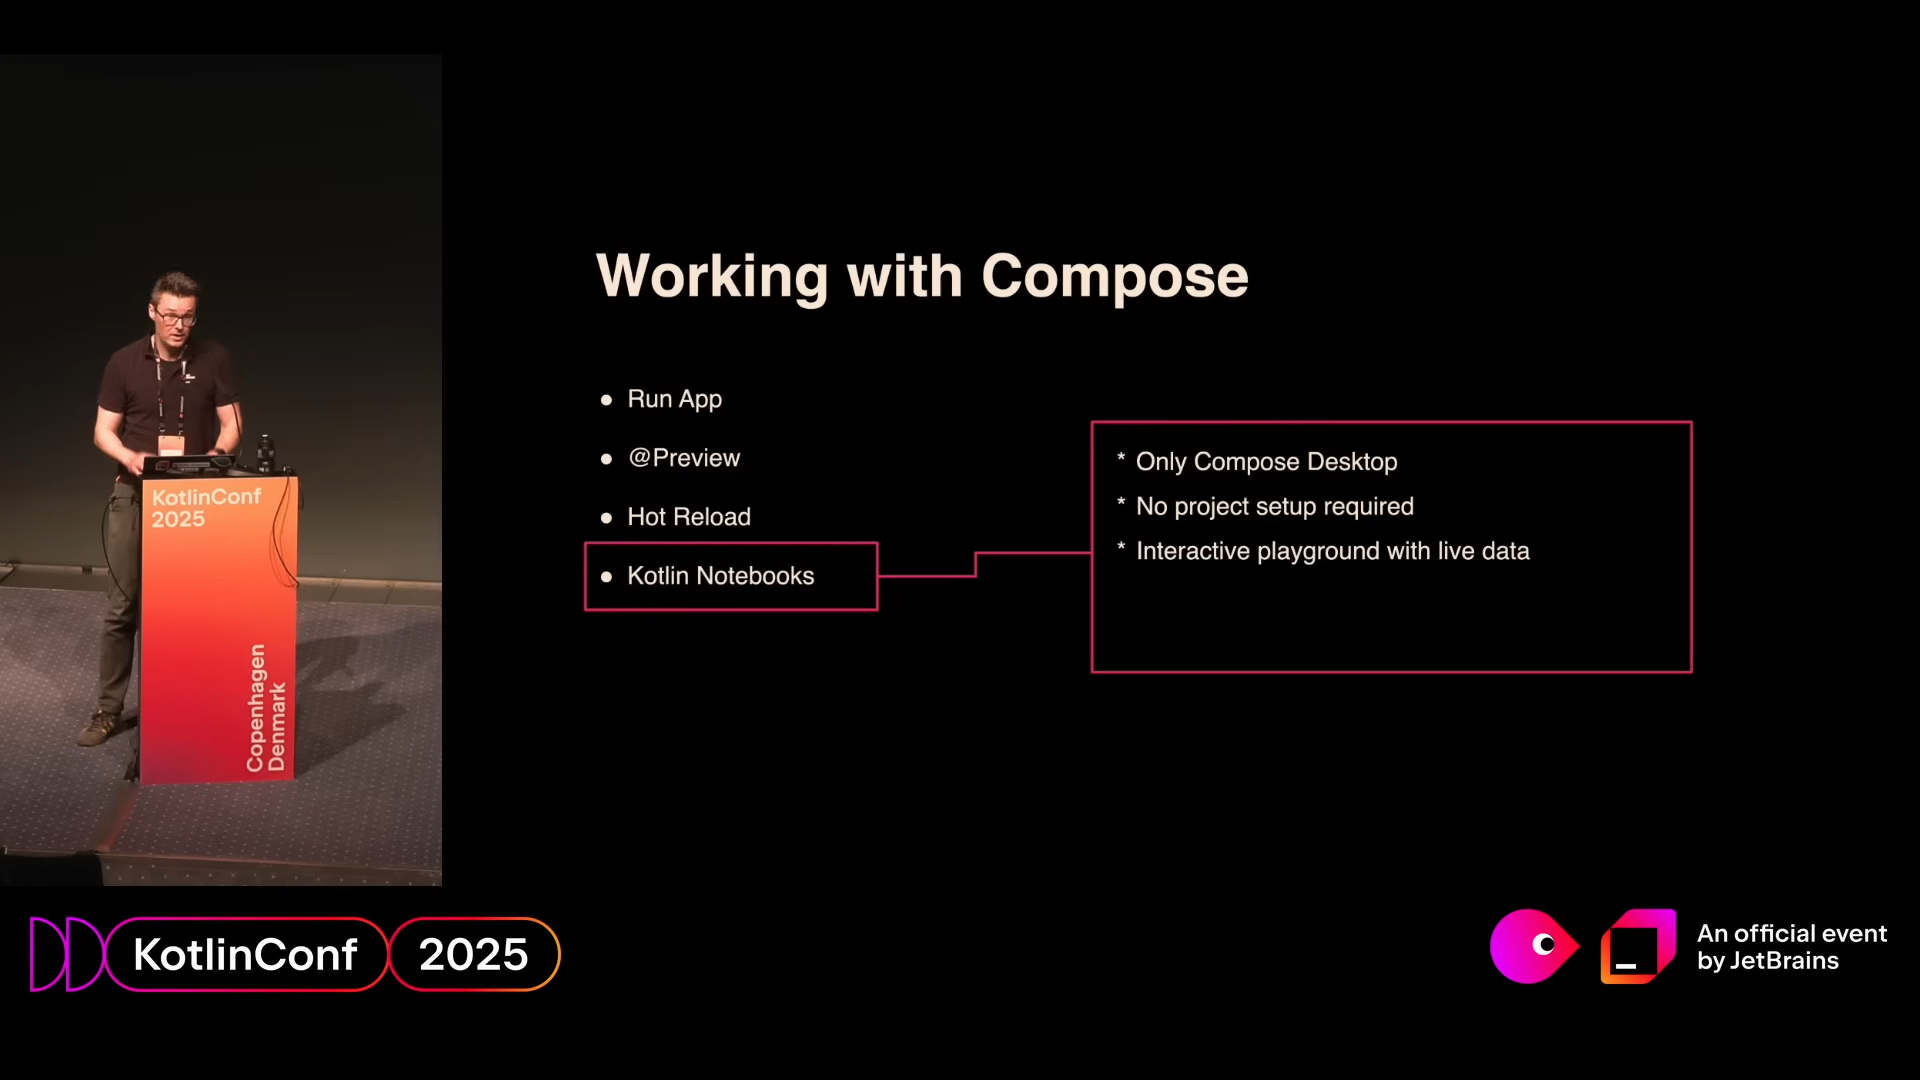 Working with Compose
● Run App
● @Preview
● Hot Reload
● Kotlin Notebooks
* Only Compose Desktop
* No project setup required
* Interactive playground with live data
KotlinConf
2025
Copenhagen
Denmark
KotlinConf 2025
An official event
by JetBrains